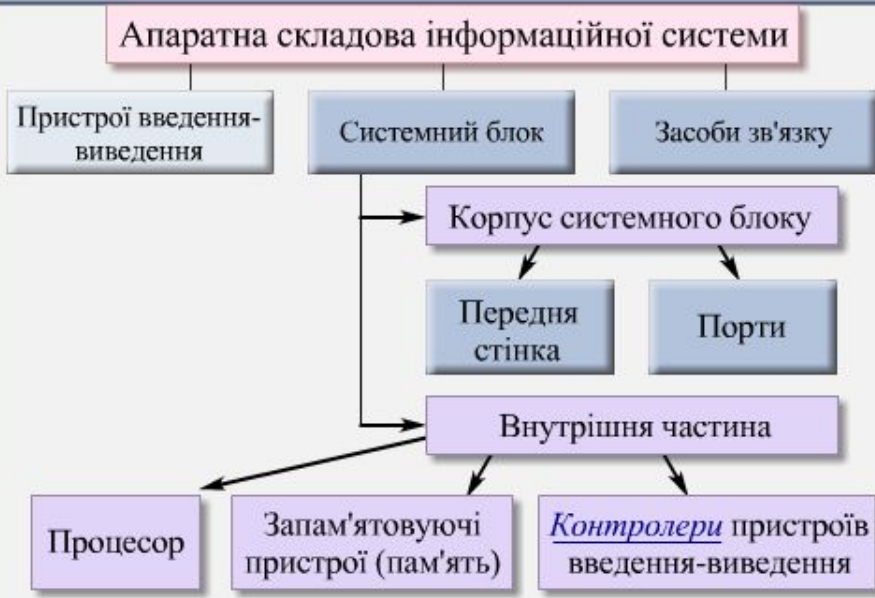 Апаратна складова інформаційної системи
Пристрої введення-
виведення
Системний блок
Засоби зв'язку
Корпус системного блоку
Передня
стінка
Порти
Внутрішня частина
Процесор
Запам'ятовуючі
пристрої (пам'ять)
Контролери пристроїв
введення-виведення